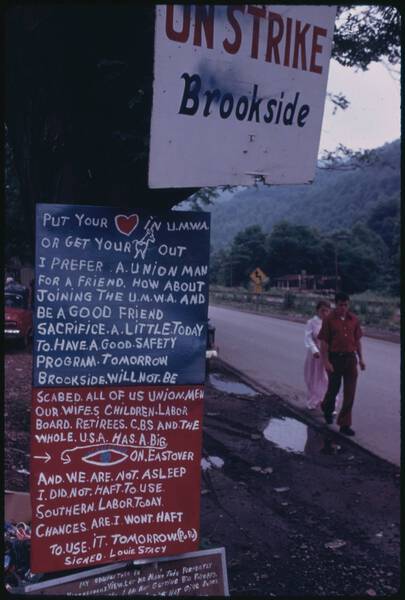 ON STRIKE
Brookside
PUT YOUR IN U.M.W.A.
OR GET YOUR OUT
I PREFER. A. UNION MAN
FOR A FRIEND. HOW ABOUT
JOINING THE U.M.W.A. AND
BE A GOOD FRIEND
SACRIFICE. A. LITTLE. TODAY
TO. HAVE. A. GOOD. SAFETY
PROGRAM. TOMORROW
BROOKSIDE. WILL. NOT. BE
SCABED. ALL OF US UNION. MEN
OUR WIFES CHILDREN. LABOR
BOARD. RETIREES. CBS AND THE
WHOLE. U.S.A. HAS. A. BIG.
ON. EASTOVER
AND. WE ARE. NOT. ASLEEP
I. DID. NOT. HAFT. TO. USE.
SOUTHERN. LABOR. TODAY.
CHANCES. ARE. I WONT. HAFT
TO. USE. IT. TOMORROW.
SIGNED. LOUIE STACY